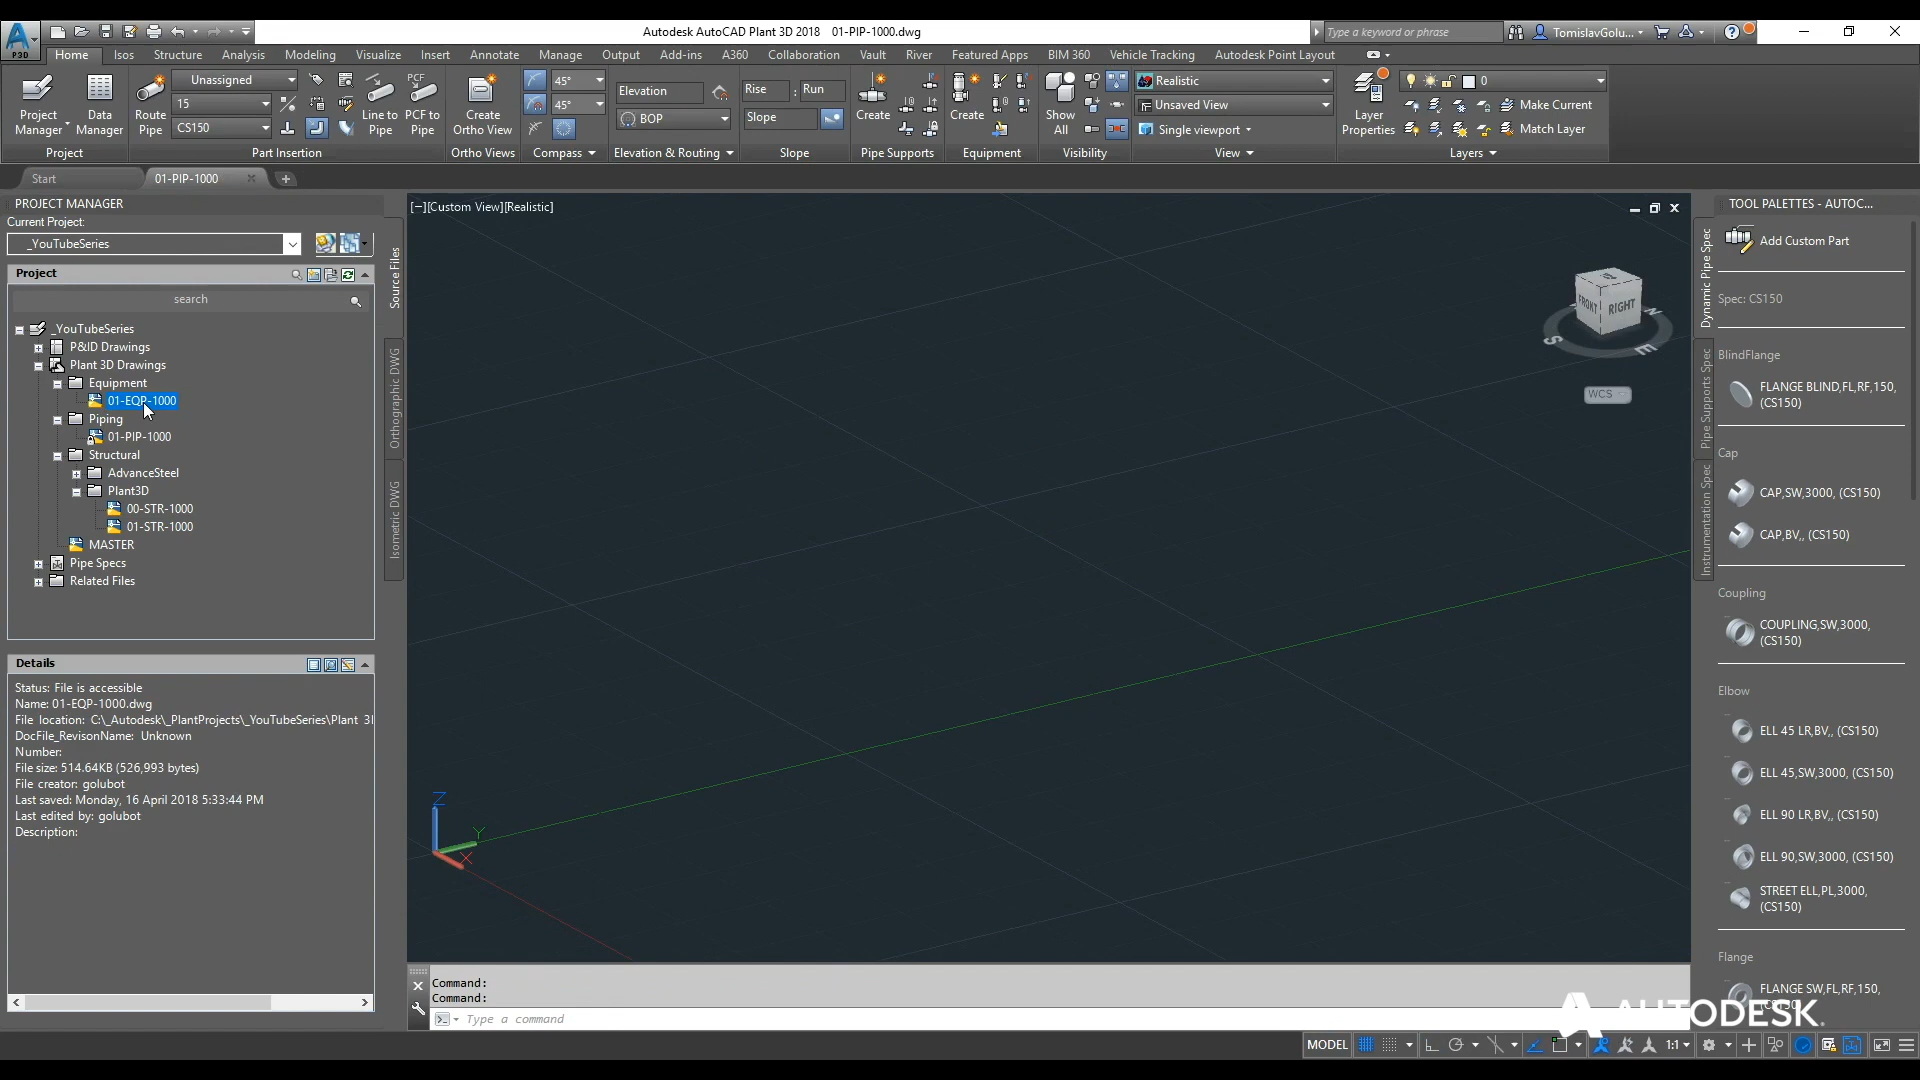 Autodesk AutoCAD Plant 3D 2018 01-PIP-1000.dwg
Type a keyword or phrase
TomislavGolu...
P3D
Home Isos Structure Analysis Modeling Visualize Insert Annotate Manage Output Add-ins A360 Collaboration Vault River Featured Apps BIM 360 Vehicle Tracking Autodesk Point Layout
Project Manager
Data Manager
Route Pipe
Unassigned
15
CS150
Line to Pipe
PCF
PCF to Pipe
Create Ortho View
45°
45°
Elevation
BOP
Rise : Run
Slope
Create
Create
Show All
Realistic
Unsaved View
Single viewport
Layer Properties
0
Make Current
Match Layer
Project Part Insertion Ortho Views Compass Elevation & Routing Slope Pipe Supports Equipment Visibility View Layers
Start 01-PIP-1000
PROJECT MANAGER
Current Project:
_YouTubeSeries
Project
search
_YouTubeSeries
P&ID Drawings
Plant 3D Drawings
Equipment
01-EQP-1000
Piping
01-PIP-1000
Structural
AdvanceSteel
Plant3D
00-STR-1000
01-STR-1000
MASTER
Pipe Specs
Related Files
Source Files
Orthographic DWG
Isometric DWG
Details
Status: File is accessible
Name: 01-EQP-1000.dwg
File location: C:\_Autodesk\_PlantProjects\_YouTubeSeries\Plant 3I
DocFile_RevisonName: Unknown
Number:
File size: 514.64KB (526,993 bytes)
File creator: golubot
Last saved: Monday, 16 April 2018 5:33:44 PM
Last edited by: golubot
Description:
[−][Custom View][Realistic]
FRONT RIGHT
S E N
WCS
Z
Y
X
Command:
Command:
Type a command
TOOL PALETTES - AUTOC...
Dynamic Pipe Spec
Pipe Supports Spec
Instrumentation Spec
Add Custom Part
Spec: CS150
BlindFlange
FLANGE BLIND,FL,RF,150,
(CS150)
Cap
CAP,SW,3000, (CS150)
CAP,BV,, (CS150)
Coupling
COUPLING,SW,3000,
(CS150)
Elbow
ELL 45 LR,BV,, (CS150)
ELL 45,SW,3000, (CS150)
ELL 90 LR,BV,, (CS150)
ELL 90,SW,3000, (CS150)
STREET ELL,PL,3000,
(CS150)
Flange
FLANGE SW,FL,RF,150,
AUTODESK.
MODEL
1:1